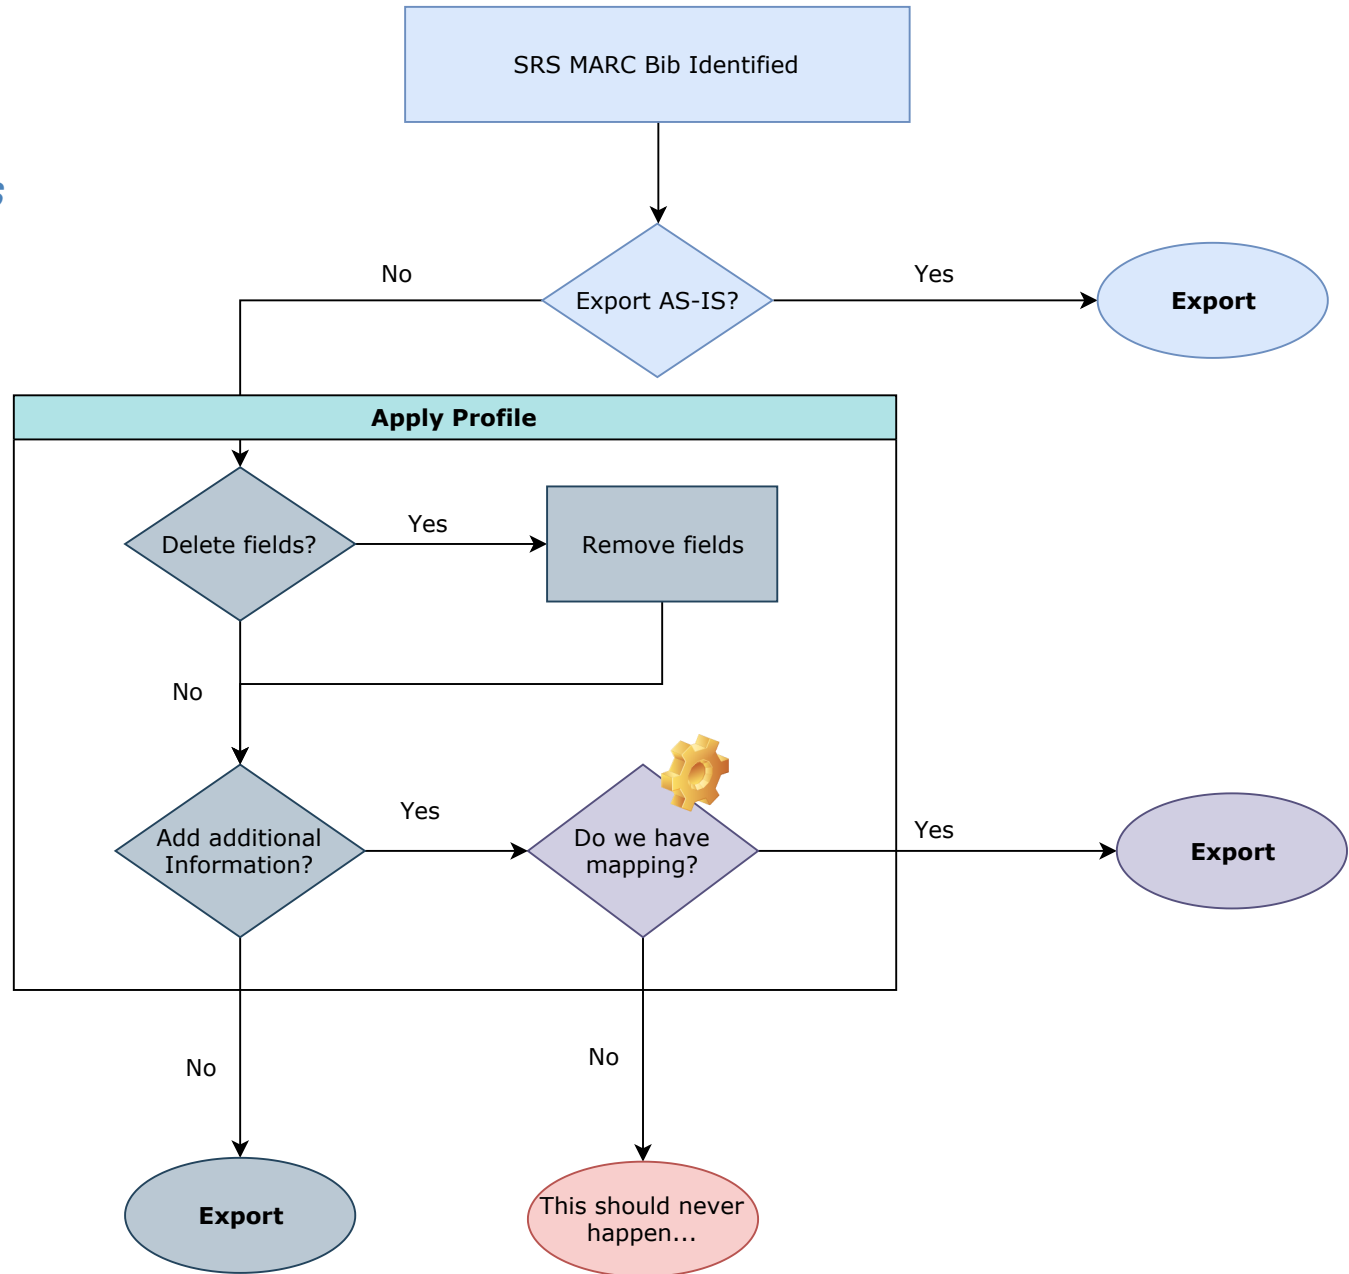 SRS MARC Bib Identified
No
Export AS-IS?
Yes
Export
Apply Profile
Delete fields?
Yes
Remove fields
No
Add additional
Information?
Yes
Do we have
mapping?
Yes
Export
No
No
Export
This should never
happen...